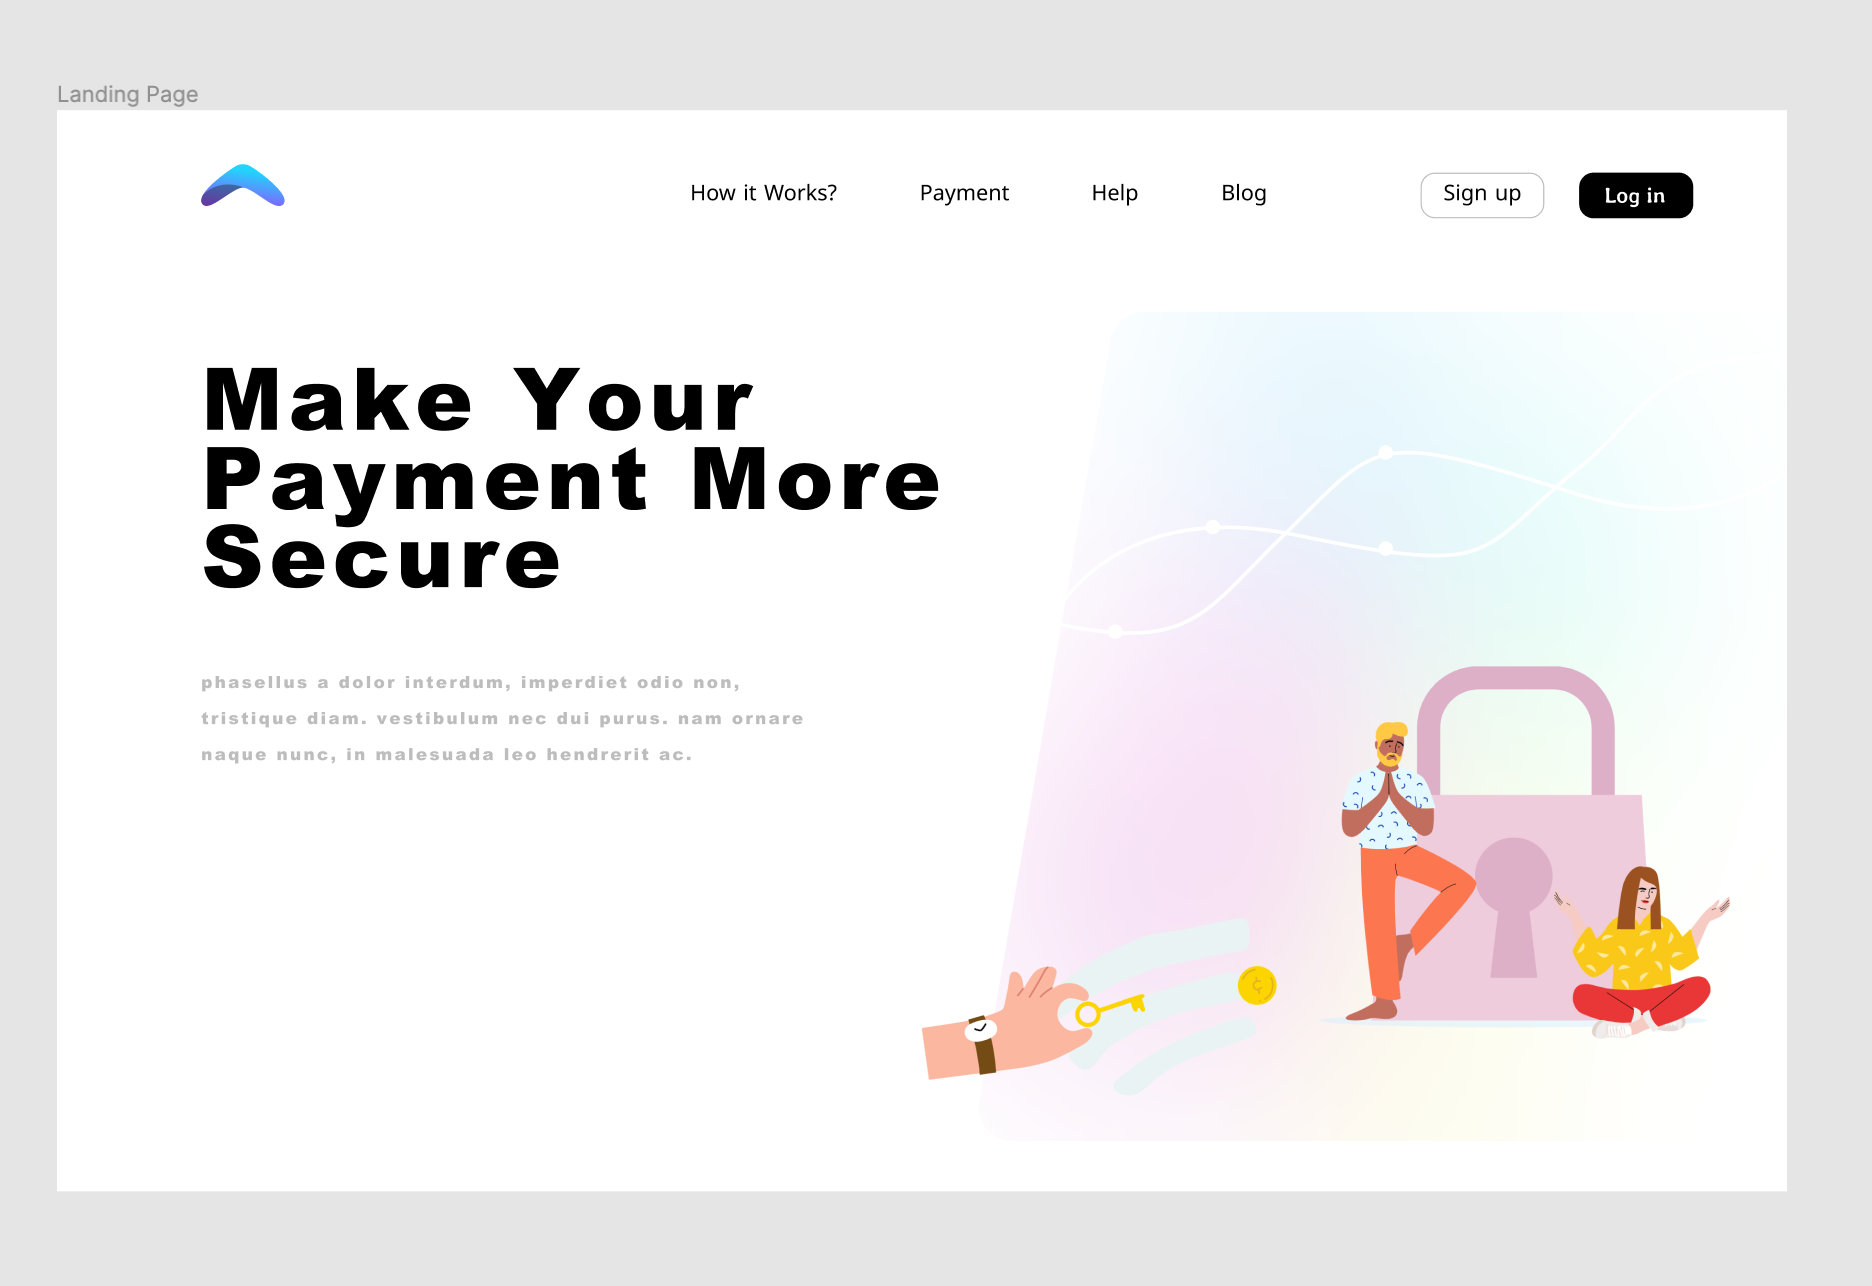 Landing Page
How it Works? Payment Help Blog Sign up Log in
Make Your
Payment More
Secure
phasellus a dolor interdum, imperdiet odio non,
tristique diam. vestibulum nec dui purus. nam ornare
naque nunc, in malesuada leo hendrerit ac.
¢